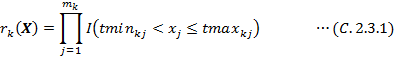 r_k(X) = ∏_{j=1}^{m_k} I(tmin_{kj} < x_j ≤ tmax_{kj}) ⋯(C. 2.3.1)